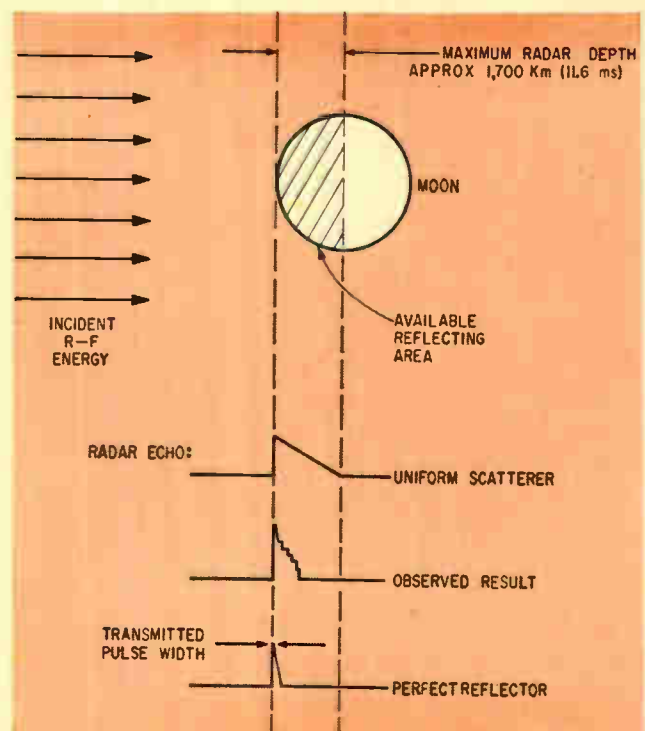 MAXIMUM RADAR DEPTH
APPROX 1,700 Km (11.6 ms)
MOON
INCIDENT
R-F
ENERGY
AVAILABLE
REFLECTING
AREA
RADAR ECHO:
UNIFORM SCATTERER
OBSERVED RESULT
TRANSMITTED
PULSE WIDTH
PERFECT REFLECTOR